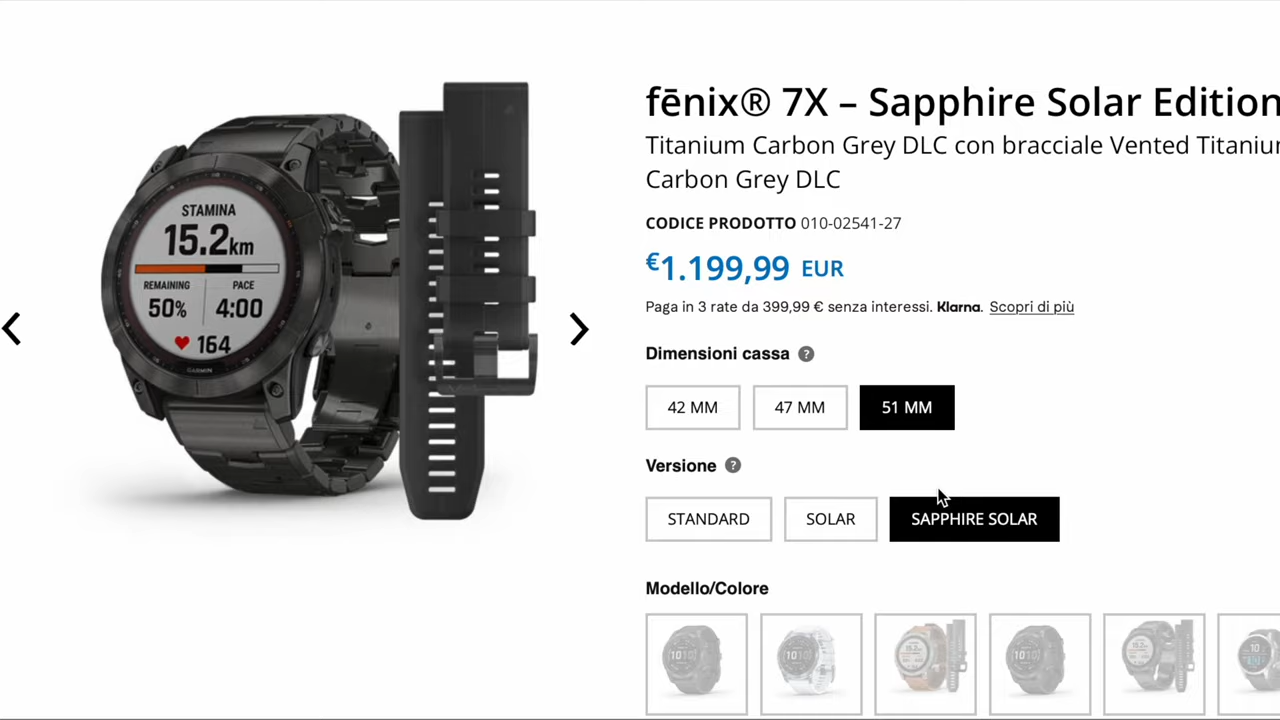 fēnix® 7X – Sapphire Solar Edition
Titanium Carbon Grey DLC con bracciale Vented
Carbon Grey DLC
CODICE PRODOTTO 010-02541-27
€1.199,99 EUR
Paga in 3 rate da 399,99 € senza interessi. Klarna. Scopri di più
Dimensioni cassa ?
42 MM
47 MM
51 MM
Versione ?
STANDARD
SOLAR
SAPPHIRE SOLAR
Modello/Colore
STAMINA
15.2km
REMAINING
PACE
50%
4:00
164
GARMIN